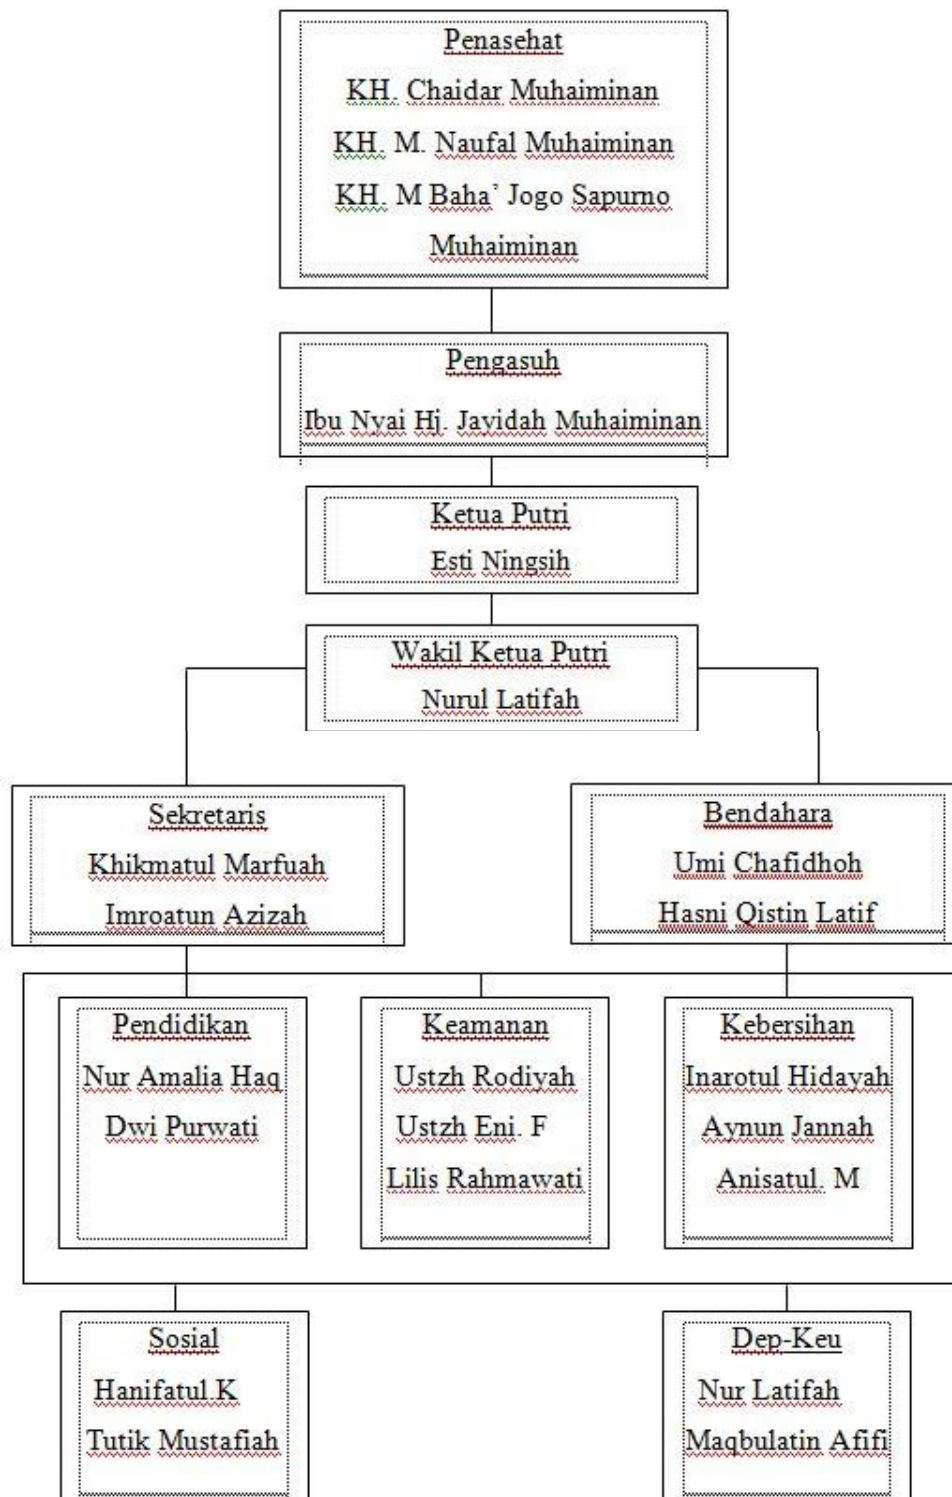 Penasehat
KH. Chaidar Muhaiminan
KH. M. Naufal Muhaiminan
KH. M Baha’ Jogo Sapurno
Muhaiminan
Pengasuh
Ibu Nyai Hj. Jayidah Muhaiminan
Ketua Putri
Esti Ningsih
Wakil Ketua Putri
Nurul Latifah
Sekretaris
Khikmatul Marfuah
Imroatun Azizah
Bendahara
Umi Chafidhoh
Hasni Qistin Latif
Pendidikan
Nur Amalia Haq
Dwi Purwati
Keamanan
Ustzh Rodiyah
Ustzh Eni. F
Lilis Rahmawati
Kebersihan
Inarotul Hidayah
Aynun Jannah
Anisatul. M
Sosial
Hanifatul.K
Tutik Mustafiah
Dep-Keu
Nur Latifah
Maqbulatin Afifi